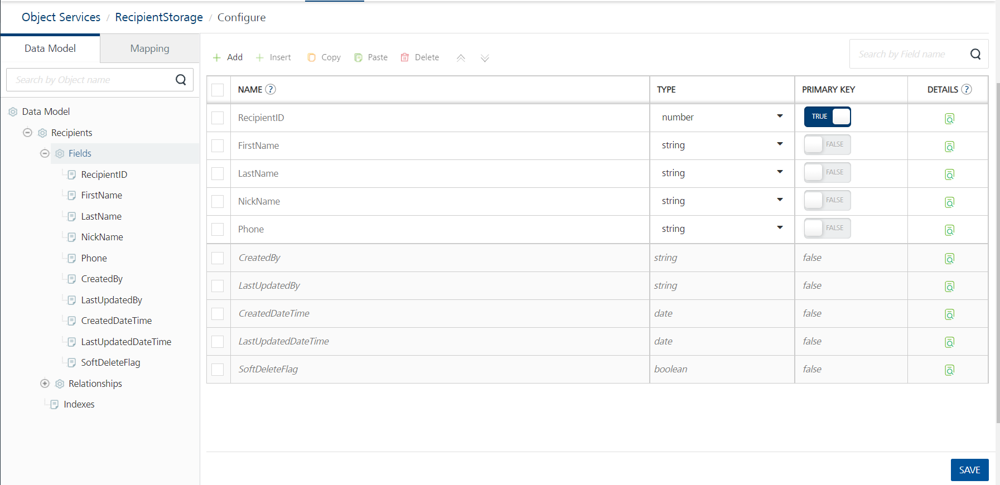 Object Services / RecipientStorage / Configure
Data Model
Mapping
Search by Object name
Data Model
Recipients
Fields
RecipientID
FirstName
LastName
NickName
Phone
CreatedBy
LastUpdatedBy
CreatedDateTime
LastUpdatedDateTime
SoftDeleteFlag
Relationships
Indexes
Add Insert Copy Paste Delete
Search by Field name
NAME ? TYPE PRIMARY KEY DETAILS ?
RecipientID number TRUE
FirstName string FALSE
LastName string FALSE
NickName string FALSE
Phone string FALSE
CreatedBy string false
LastUpdatedBy string false
CreatedDateTime date false
LastUpdatedDateTime date false
SoftDeleteFlag boolean false
SAVE